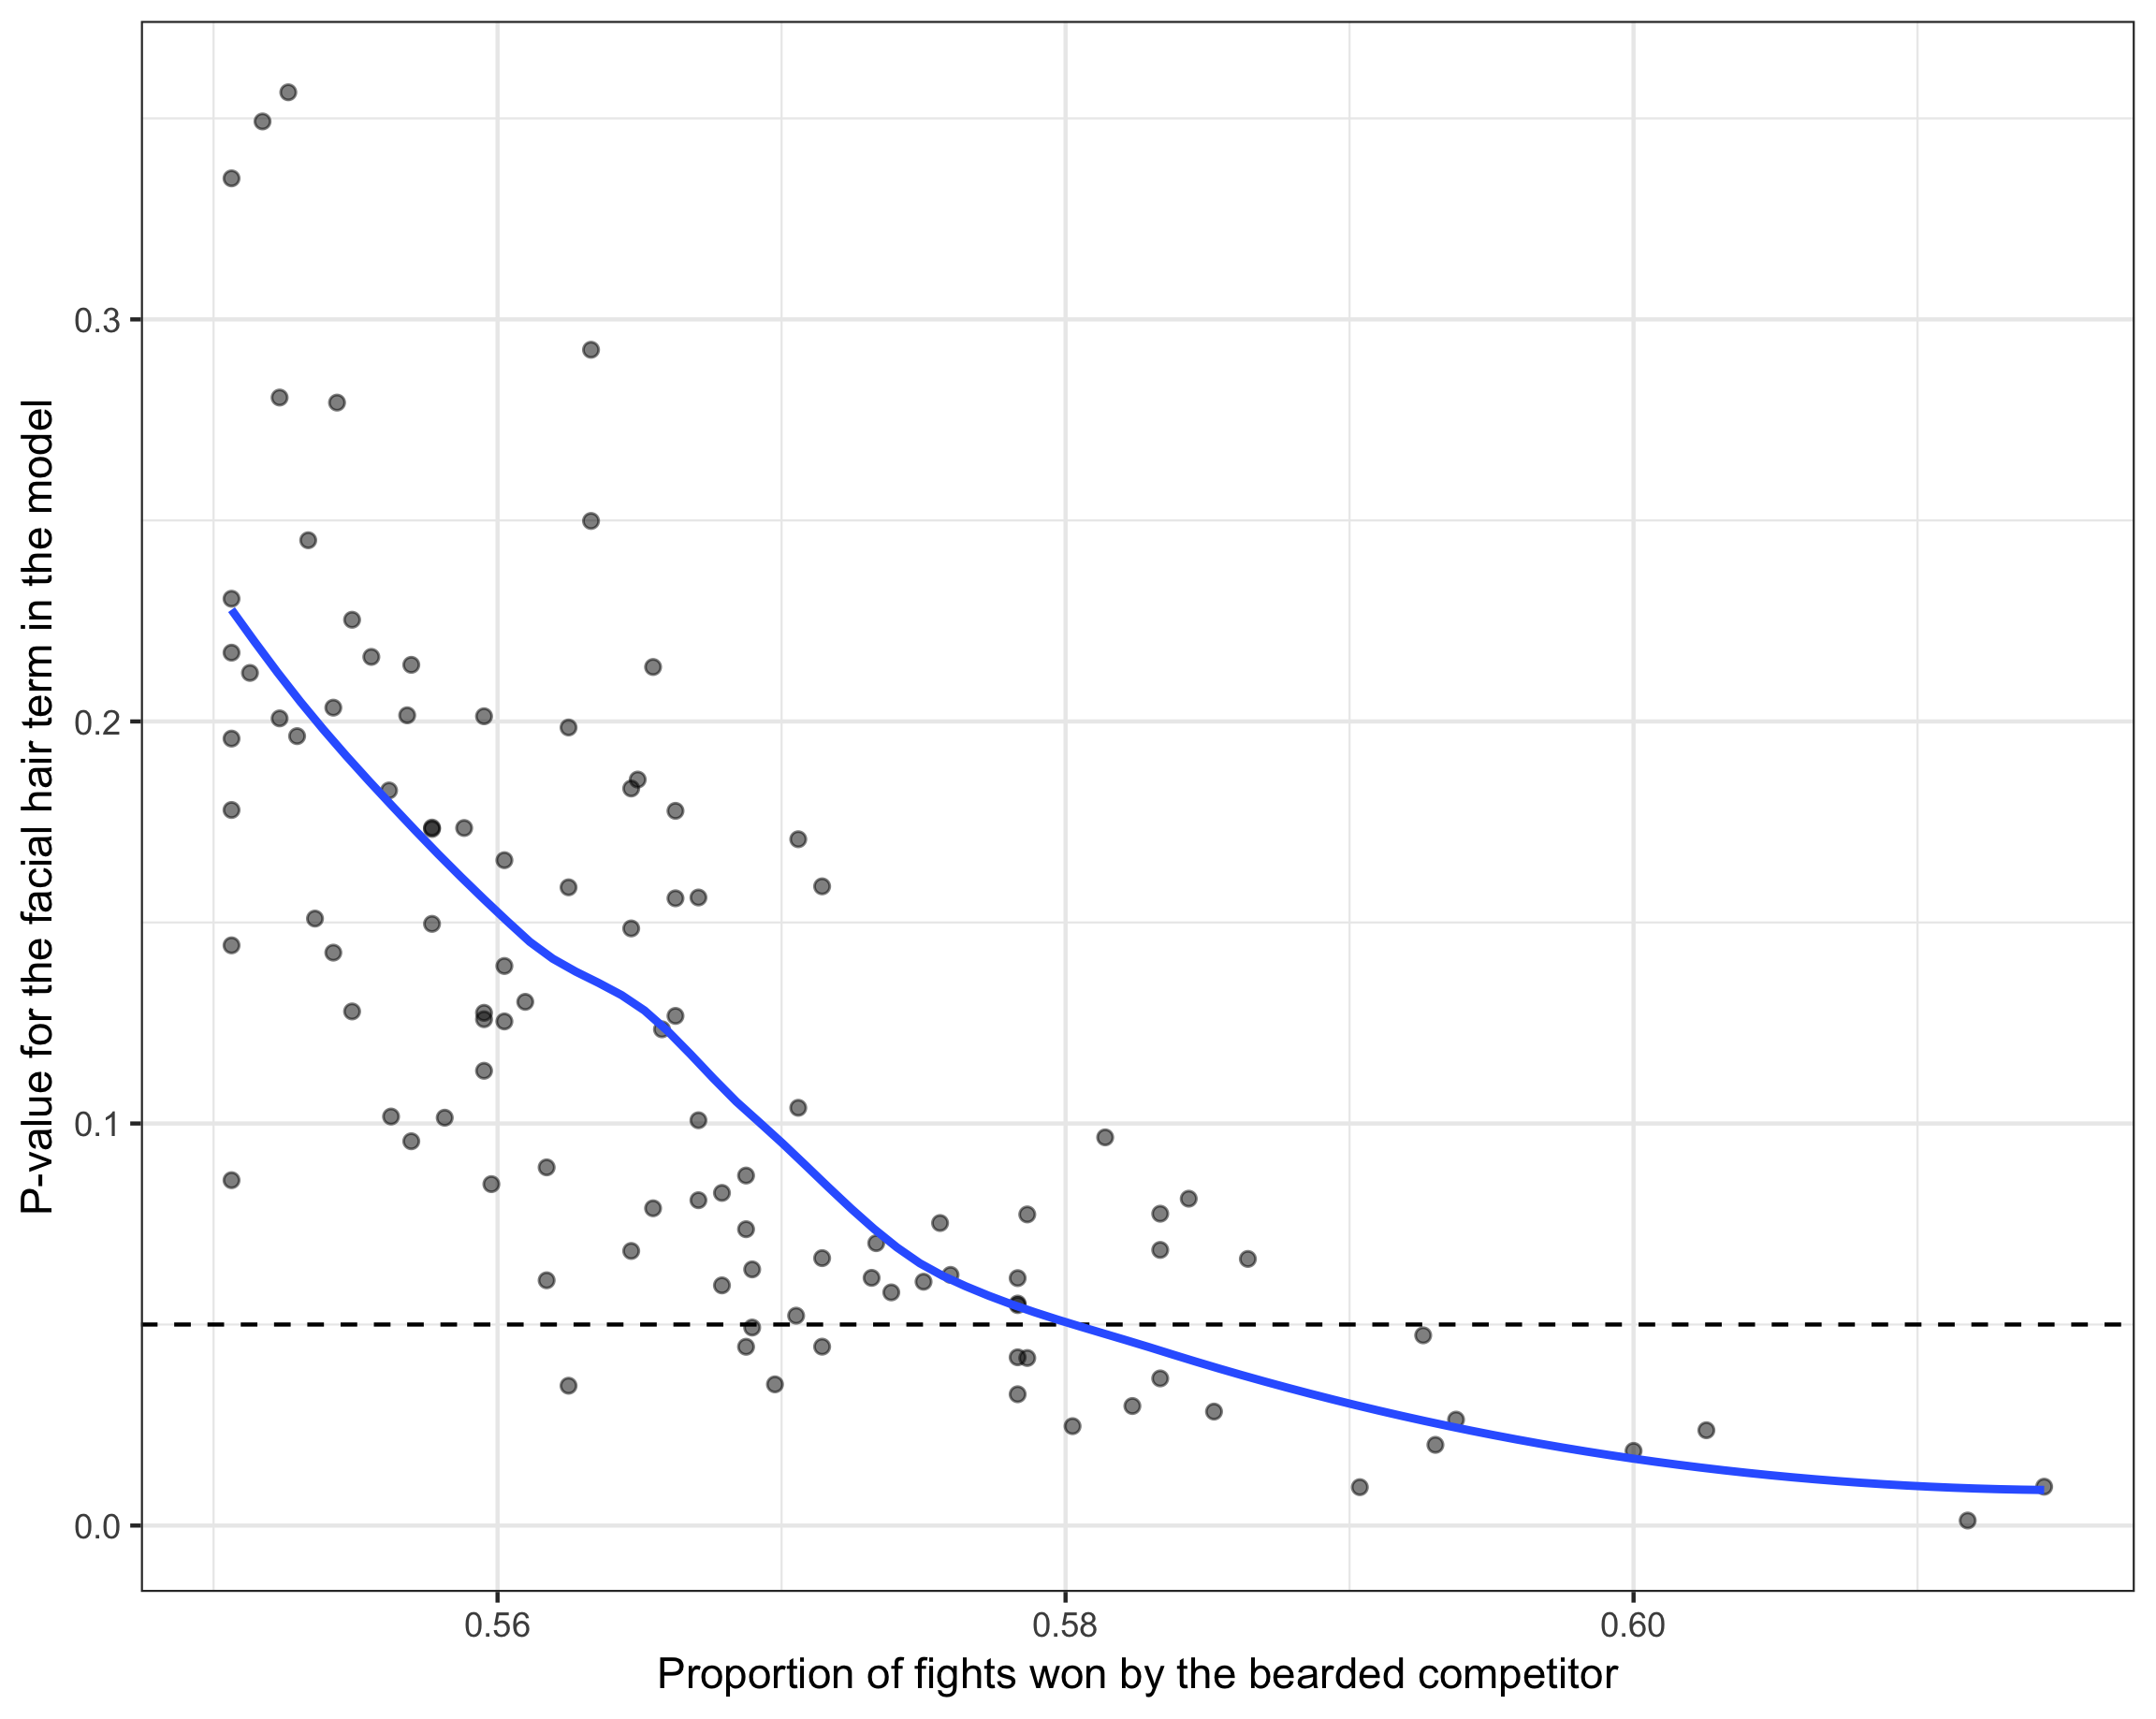 P-value for the facial hair term in the model
0.3
0.2
0.1
0.0
0.56 0.58 0.60
Proportion of fights won by the bearded competitor